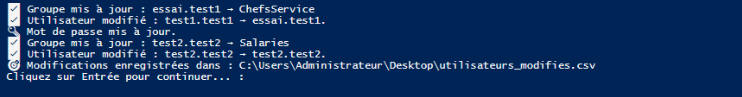 ✓ Groupe mis à jour : essai.test1 → ChefsService
✓ Utilisateur modifié : test1.test1 → essai.test1.
🔧 Mot de passe mis à jour.
✓ Groupe mis à jour : test2.test2 → Salaries
✓ Utilisateur modifié : test2.test2 → test2.test2.
🎯 Modifications enregistrées dans : C:\Users\Administrateur\Desktop\utilisateurs_modifies.csv
Cliquez sur Entrée pour continuer... :